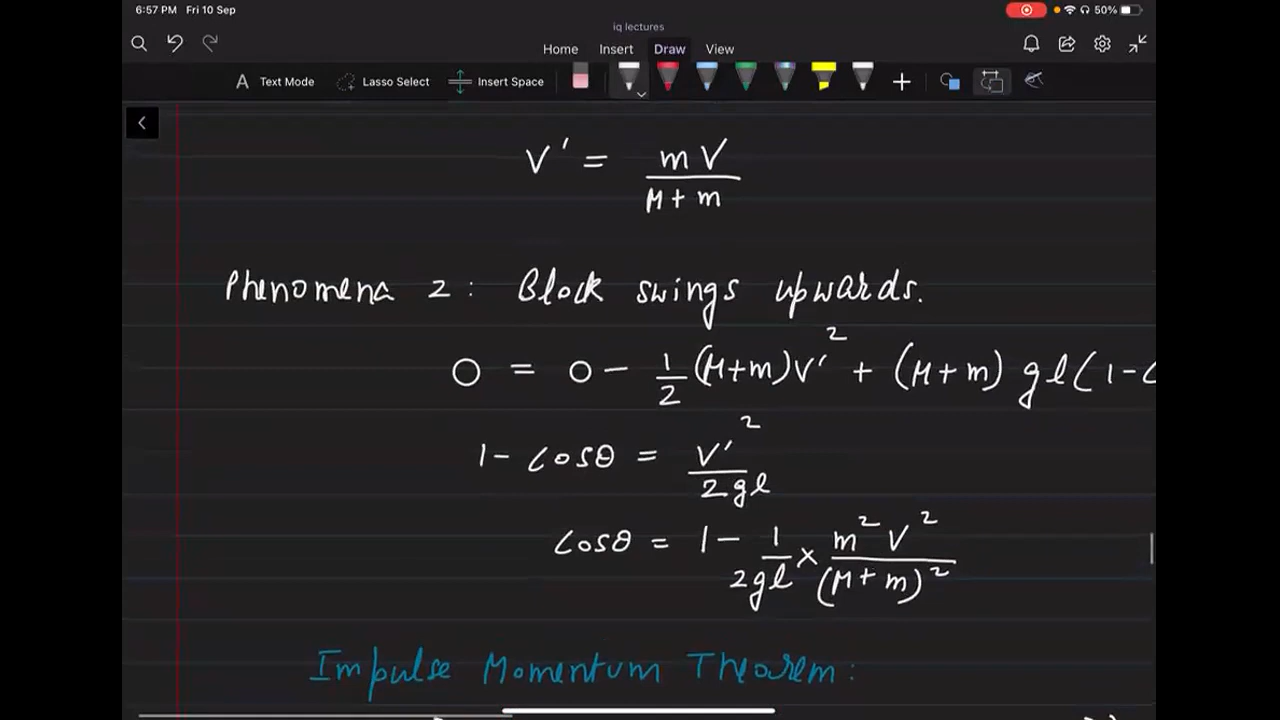 6:57 PM Fri 10 Sep
50%
iq lectures
Home Insert Draw View
Text Mode Lasso Select Insert Space
V' = mV / (M+m)
Phenomena 2: Block swings upwards.
0 = 0 - 1/2 (M+m)V'² + (M+m) gl(1-
1 - cosθ = V'² / 2gl
cosθ = 1 - 1/2gl × m²V² / (M+m)²
Impulse Momentum Theorem: